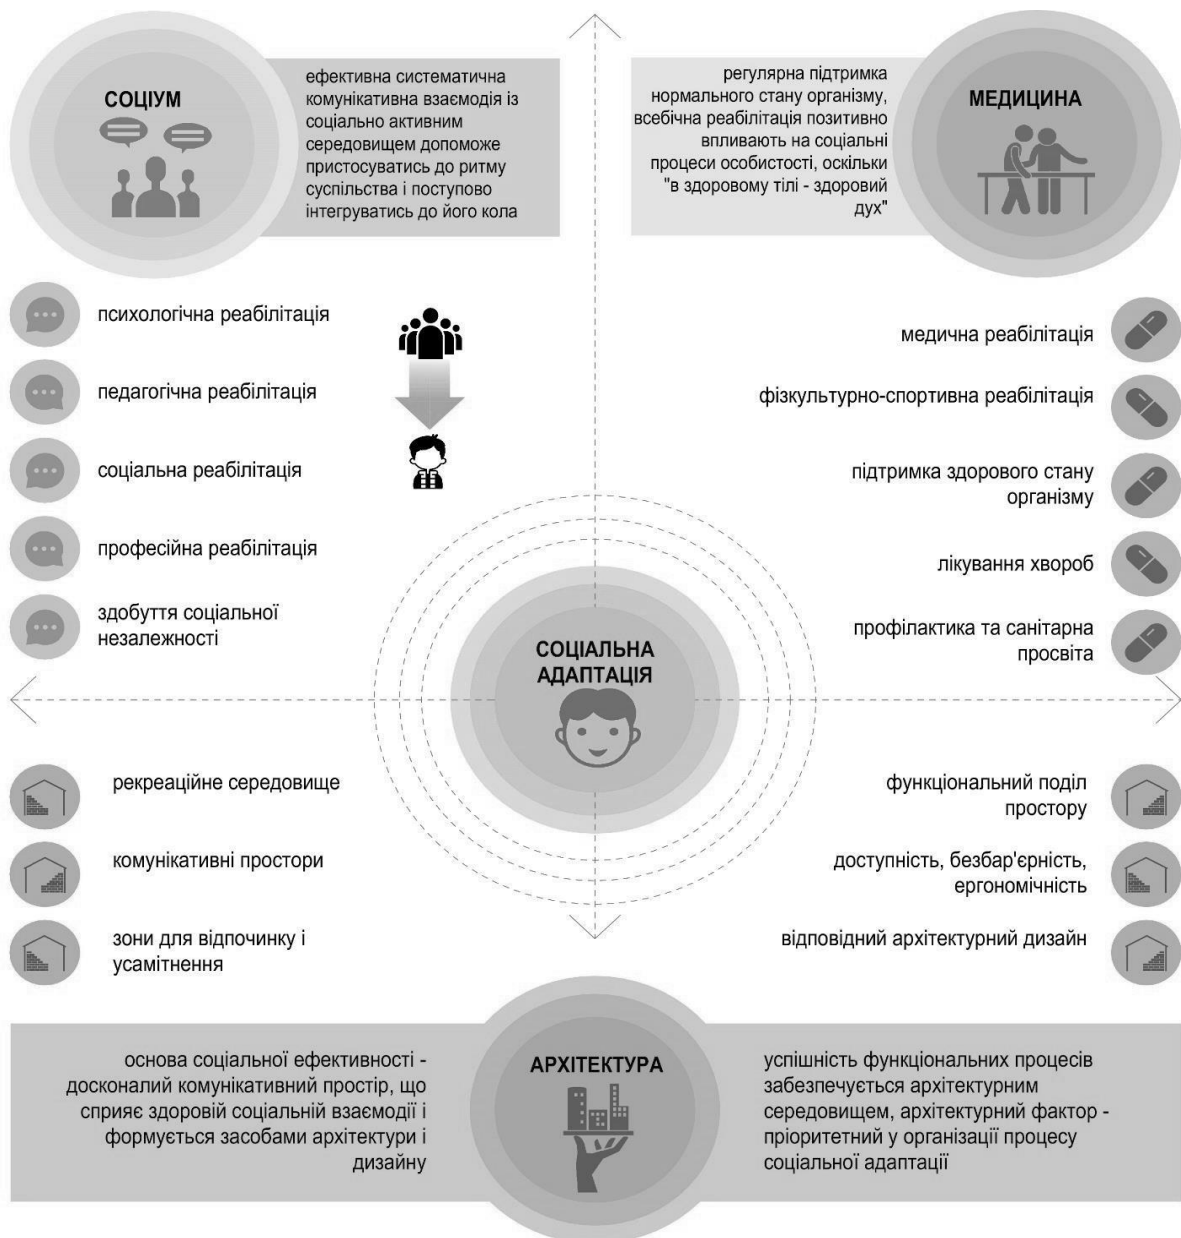 СОЦІУМ
ефективна систематична
комунікативна взаємодія із
соціально активним
середовищем допоможе
пристосуватись до ритму
суспільства і поступово
інтегруватись до його кола
регулярна підтримка
нормального стану організму,
всебічна реабілітація позитивно
впливають на соціальні
процеси особистості, оскільки
"в здоровому тілі - здоровий
дух"
МЕДИЦИНА
психологічна реабілітація
педагогічна реабілітація
соціальна реабілітація
професійна реабілітація
здобуття соціальної
незалежності
медична реабілітація
фізкультурно-спортивна реабілітація
підтримка здорового стану
організму
лікування хвороб
профілактика та санітарна
просвіта
СОЦІАЛЬНА
АДАПТАЦІЯ
рекреаційне середовище
комунікативні простори
зони для відпочинку і
усамітнення
функціональний поділ
простору
доступність, безбар'єрність,
ергономічність
відповідний архітектурний дизайн
основа соціальної ефективності -
досконалий комунікативний простір, що
сприяє здоровій соціальній взаємодії і
формується засобами архітектури і
дизайну
АРХІТЕКТУРА
успішність функціональних процесів
забезпечується архітектурним
середовищем, архітектурний фактор -
пріоритетний у організації процесу
соціальної адаптації